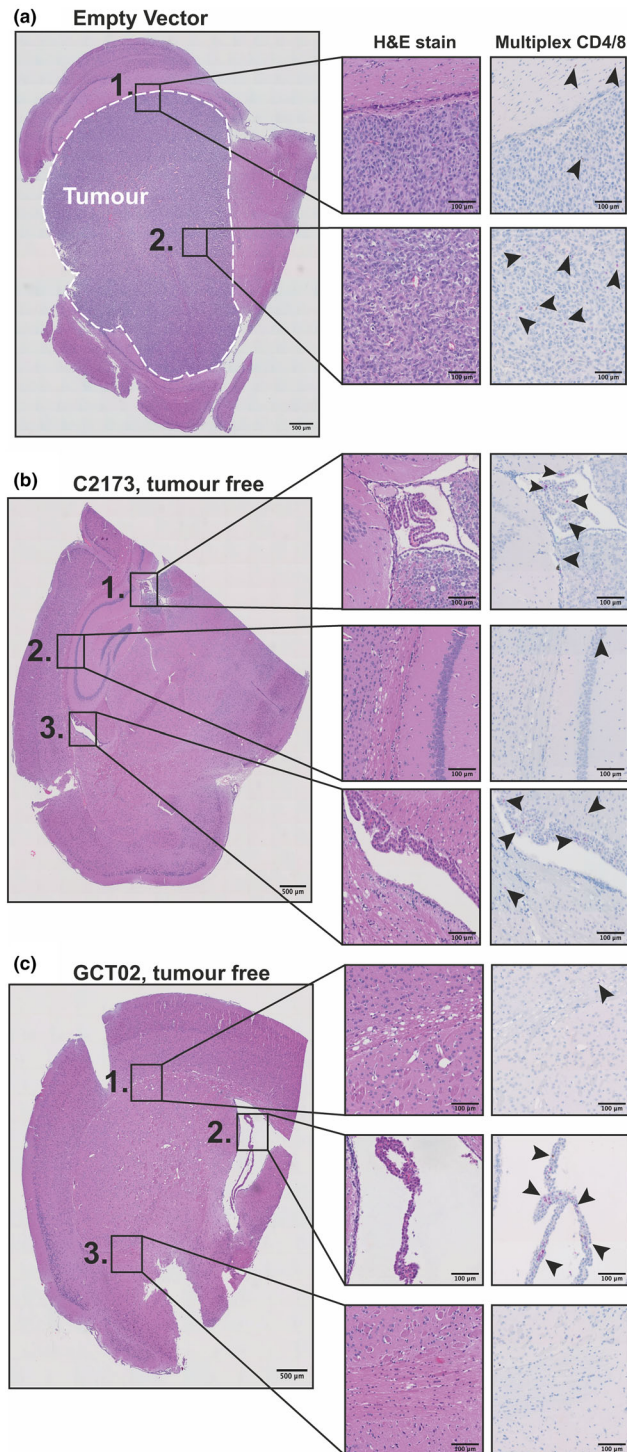 (a) Empty Vector
H&E stain Multiplex CD4/8
1.
Tumour
2.
500 µm
100 µm 100 µm
100 µm 100 µm
(b) C2173, tumour free
1.
2.
3.
500 µm
100 µm 100 µm
100 µm 100 µm
100 µm 100 µm
(c) GCT02, tumour free
1.
2.
3.
500 µm
100 µm 100 µm
100 µm 100 µm
100 µm 100 µm